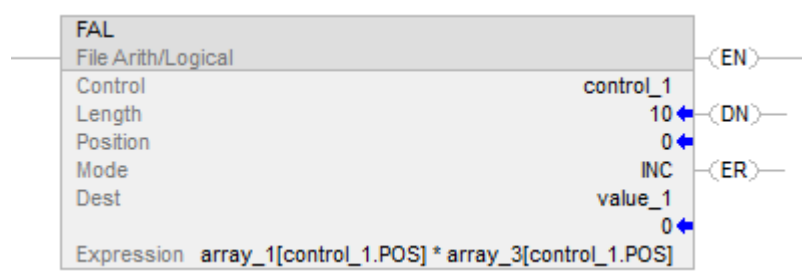 FAL
File Arith/Logical
(EN)
Control control_1
Length 10 (DN)
Position 0
Mode INC (ER)
Dest value_1
0
Expression array_1[control_1.POS] * array_3[control_1.POS]